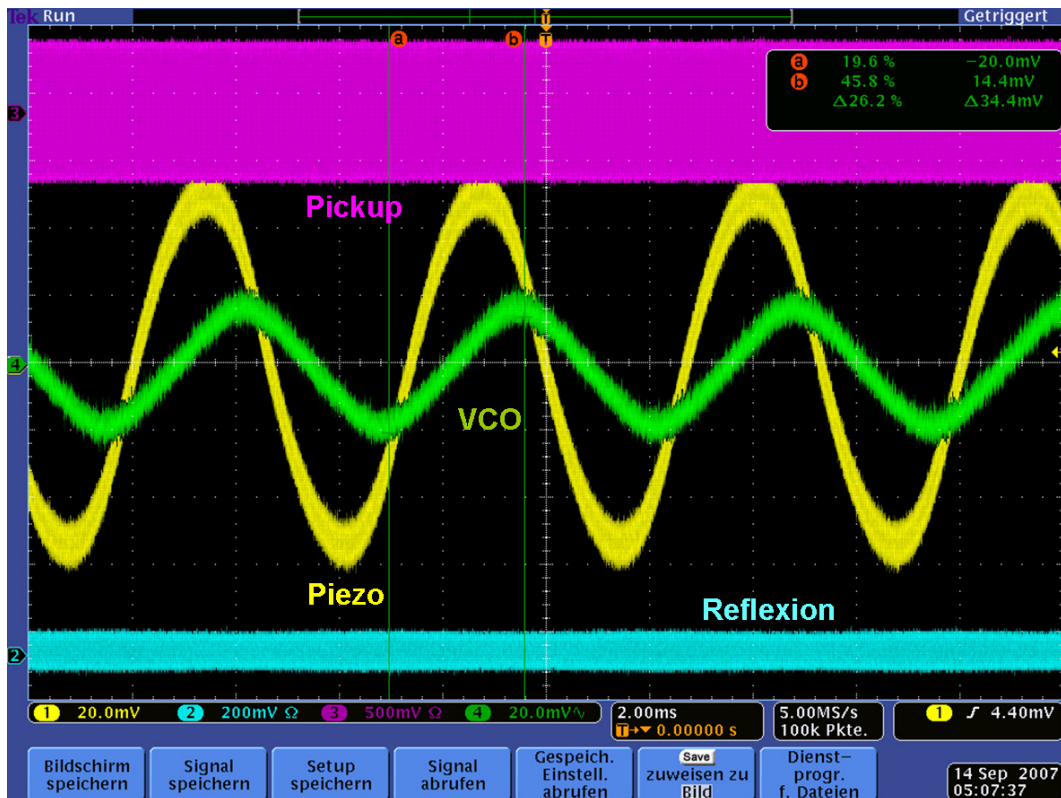 Tek Run
Getriggert
a 19.6 % −20.0mV
b 45.8 % 14.4mV
Δ26.2 % Δ34.4mV
a
b
T
3
Pickup
4
VCO
Piezo
Reflexion
2
1 20.0mV 2 200mV Ω 3 500mV Ω 4 20.0mV∿
2.00ms
T→▼ 0.00000 s
5.00MS/s
100k Pkte.
1 ∫ 4.40mV
Bildschirm
speichern
Signal
speichern
Setup
speichern
Signal
abrufen
Gespeich.
Einstell.
abrufen
Save
zuweisen zu
Bild
Dienst–
progr.
f. Dateien
14 Sep 2007
05:07:37